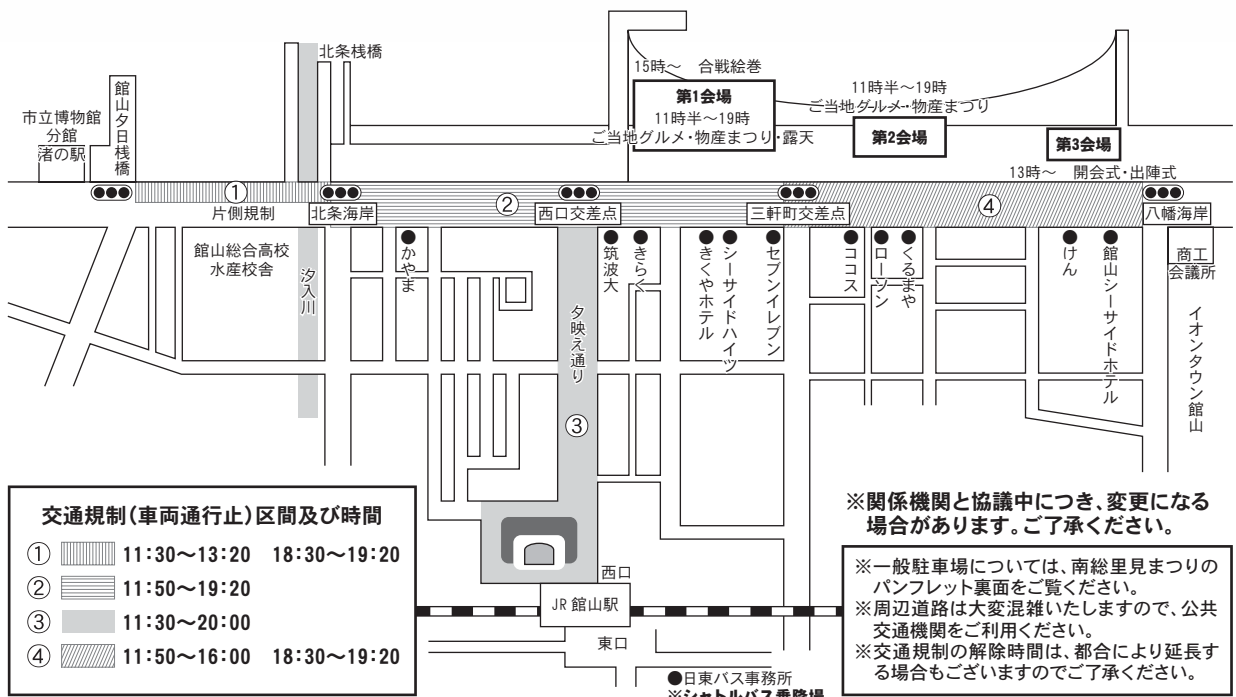 北条桟橋
15時～ 合戦絵巻
第1会場
11時半～19時
ご当地グルメ・物産まつり・露天
11時半～19時
ご当地グルメ・物産まつり
第2会場
第3会場
13時～ 開会式・出陣式
市立博物館
分館
渚の駅
館山夕日桟橋
①
片側規制
北条海岸
②
西口交差点
三軒町交差点
④
八幡海岸
館山総合高校
水産校舎
汐入川
かやま
夕映え通り
③
筑波大
きらく
きくやホテル
シーサイドハイツ
セブンイレブン
ココス
ローソン
くるまや
けん
館山シーサイドホテル
商工
会議所
イオンタウン館山
交通規制(車両通行止)区間及び時間
① 11:30～13:20 18:30～19:20
② 11:50～19:20
③ 11:30～20:00
④ 11:50～16:00 18:30～19:20
西口
JR 館山駅
東口
●日東バス事務所
※シャトルバス乗降場
※関係機関と協議中につき、変更になる
場合があります。ご了承ください。
※一般駐車場については、南総里見まつりの
パンフレット裏面をご覧ください。
※周辺道路は大変混雑いたしますので、公共
交通機関をご利用ください。
※交通規制の解除時間は、都合により延長す
る場合もございますのでご了承ください。